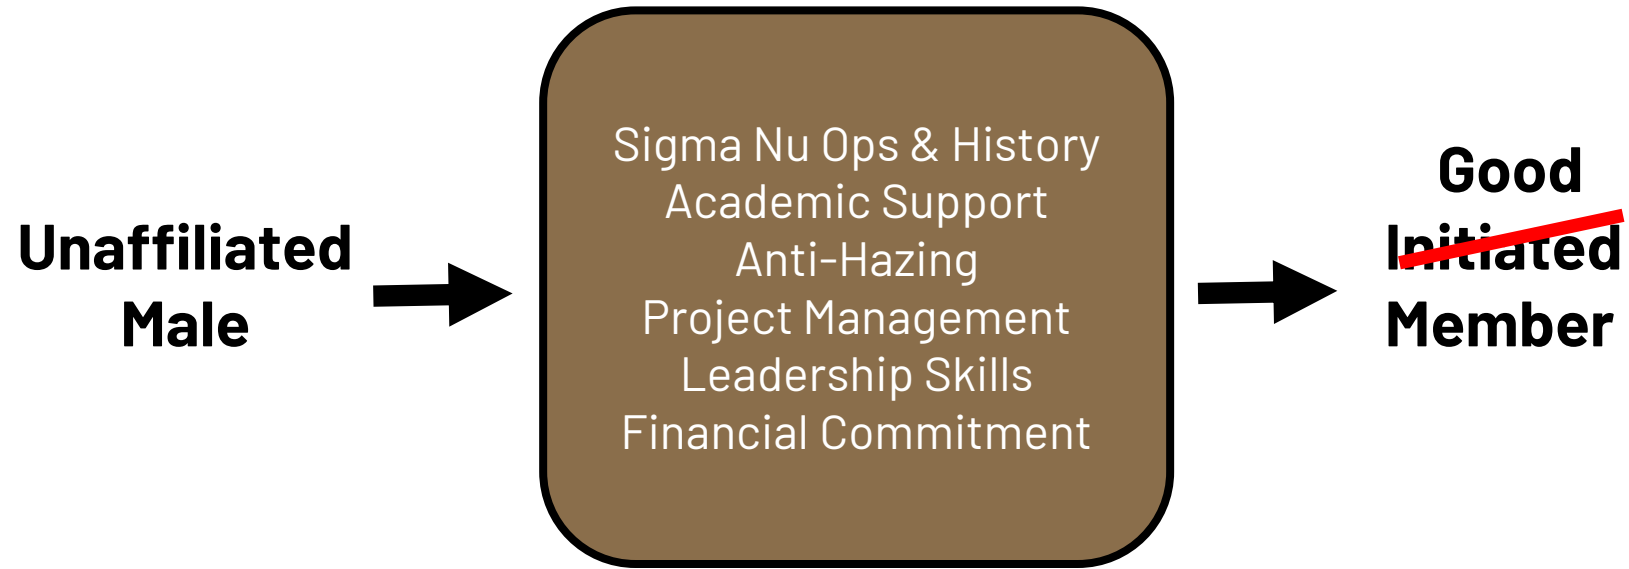 Unaffiliated
Male
Sigma Nu Ops & History
Academic Support
Anti-Hazing
Project Management
Leadership Skills
Financial Commitment
Good
Initiated
Member